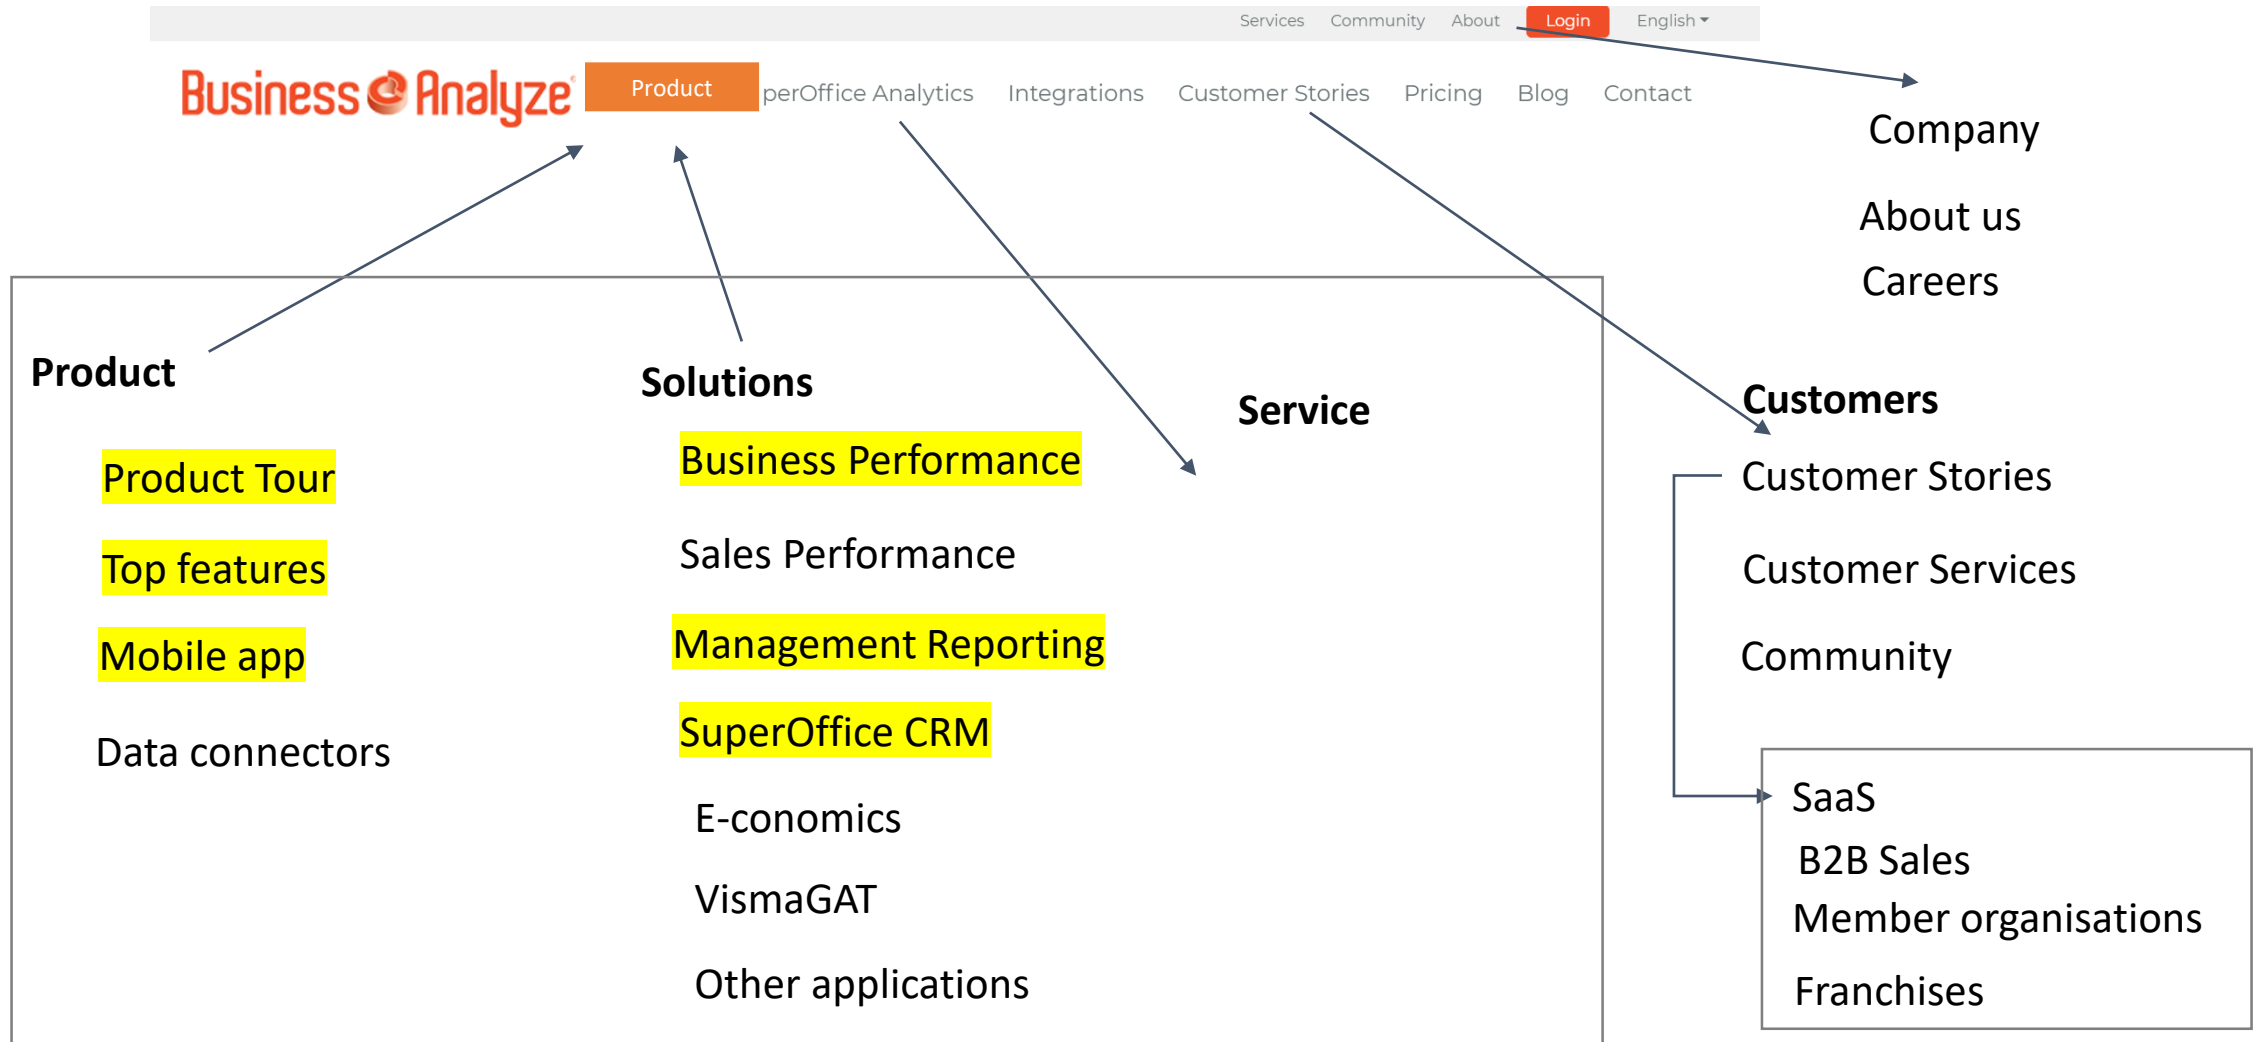 Services Community About Login English
Business Analyze Product perOffice Analytics Integrations Customer Stories Pricing Blog Contact
Company
About us
Careers
Product
Product Tour
Top features
Mobile app
Data connectors
Solutions
Business Performance
Sales Performance
Management Reporting
SuperOffice CRM
E-conomics
VismaGAT
Other applications
Service
Customers
Customer Stories
Customer Services
Community
SaaS
B2B Sales
Member organisations
Franchises